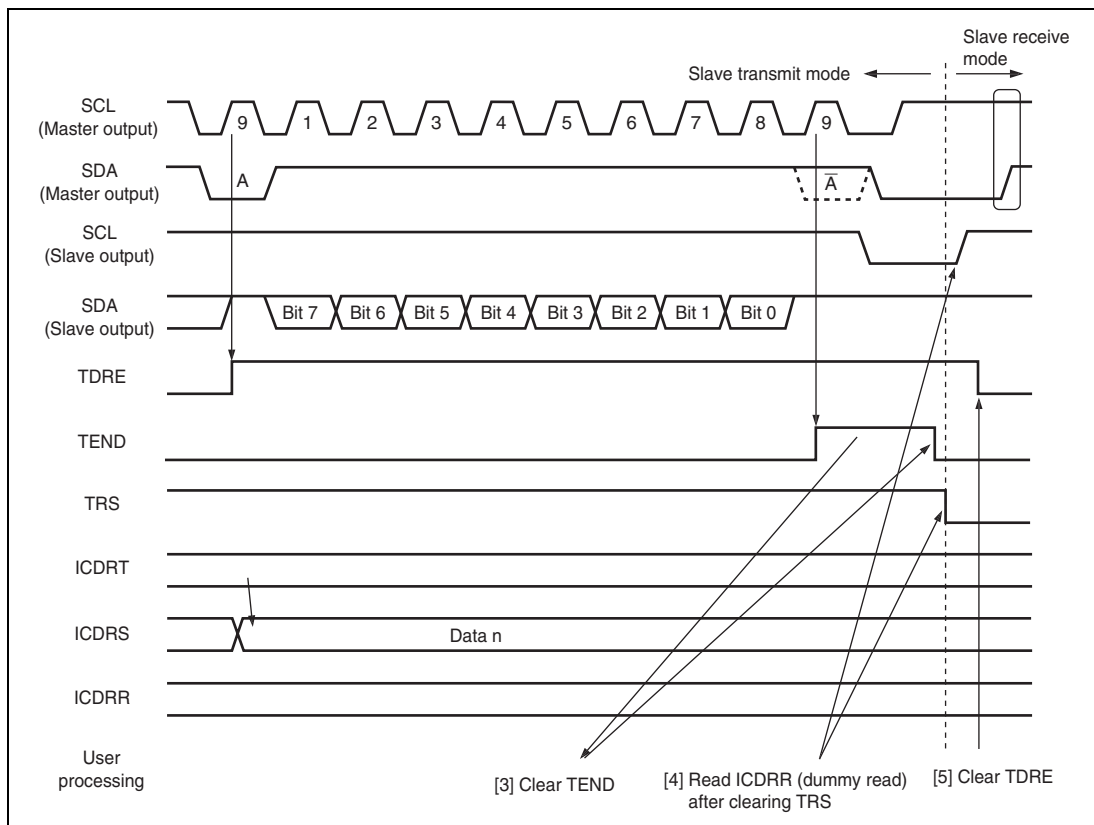 Slave receive
mode
Slave transmit mode
SCL
(Master output)
9 1 2 3 4 5 6 7 8 9
SDA
(Master output)
A A̅
SCL
(Slave output)
SDA
(Slave output)
Bit 7 Bit 6 Bit 5 Bit 4 Bit 3 Bit 2 Bit 1 Bit 0
TDRE
TEND
TRS
ICDRT
ICDRS
Data n
ICDRR
User
processing
[3] Clear TEND
[4] Read ICDRR (dummy read)
after clearing TRS
[5] Clear TDRE